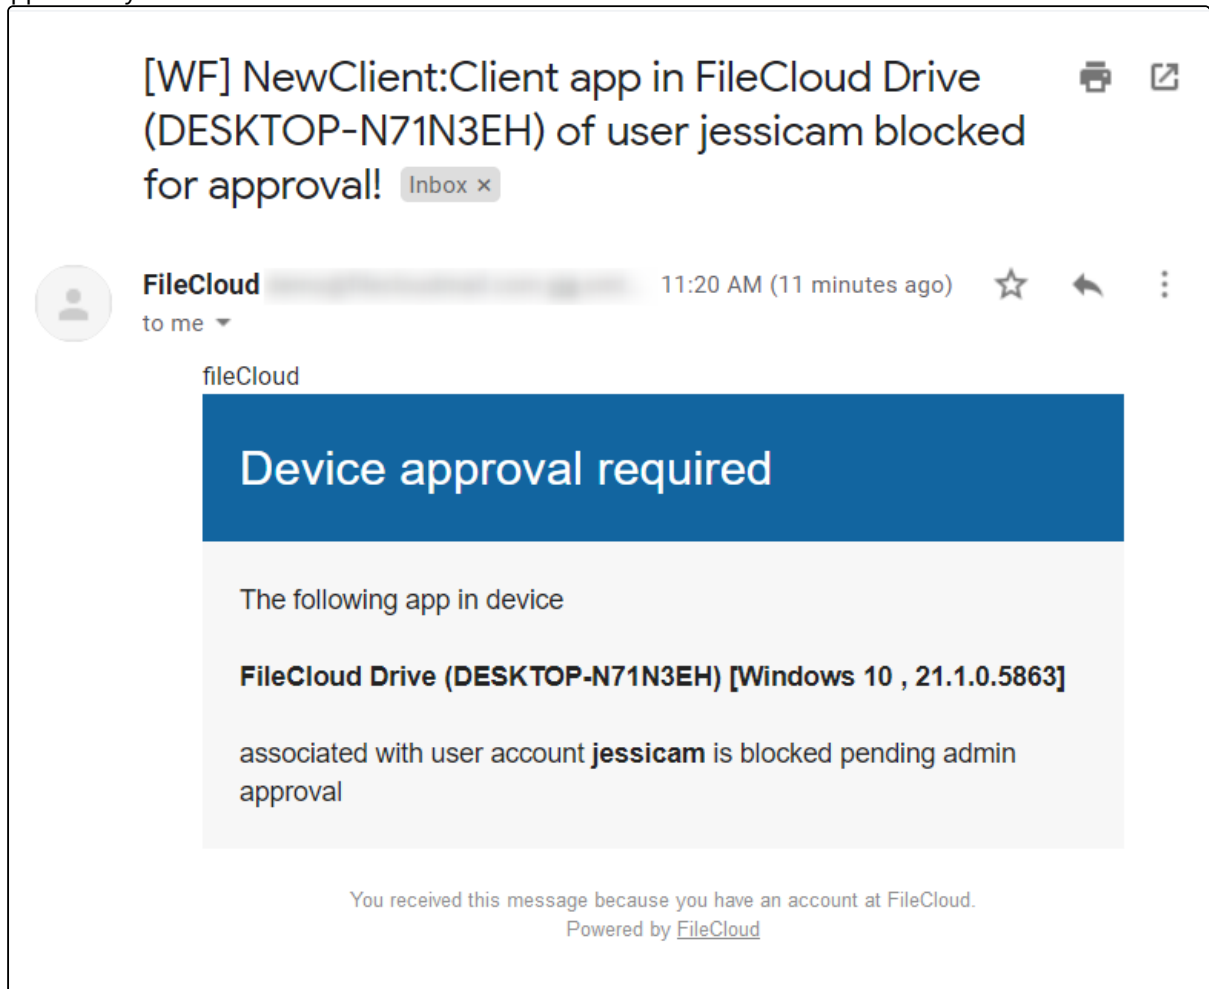 [WF] NewClient:Client app in FileCloud Drive
(DESKTOP-N71N3EH) of user jessicam blocked
for approval! Inbox ×
FileCloud 11:20 AM (11 minutes ago)
to me
fileCloud
Device approval required
The following app in device
FileCloud Drive (DESKTOP-N71N3EH) [Windows 10 , 21.1.0.5863]
associated with user account jessicam is blocked pending admin
approval
You received this message because you have an account at FileCloud.
Powered by FileCloud